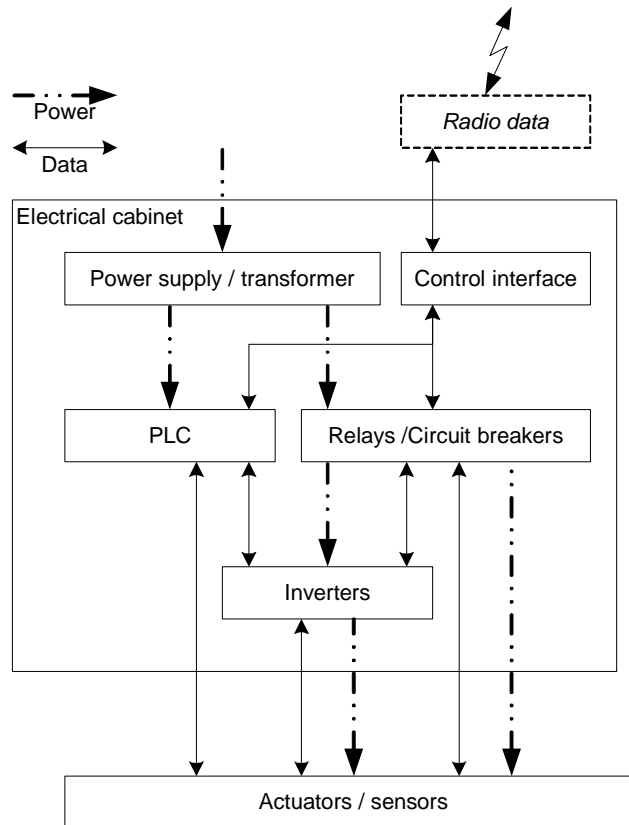 Radio data
Power
Data
Electrical cabinet
Power supply / transformer
Control interface
PLC
Relays /Circuit breakers
Inverters
Actuators / sensors